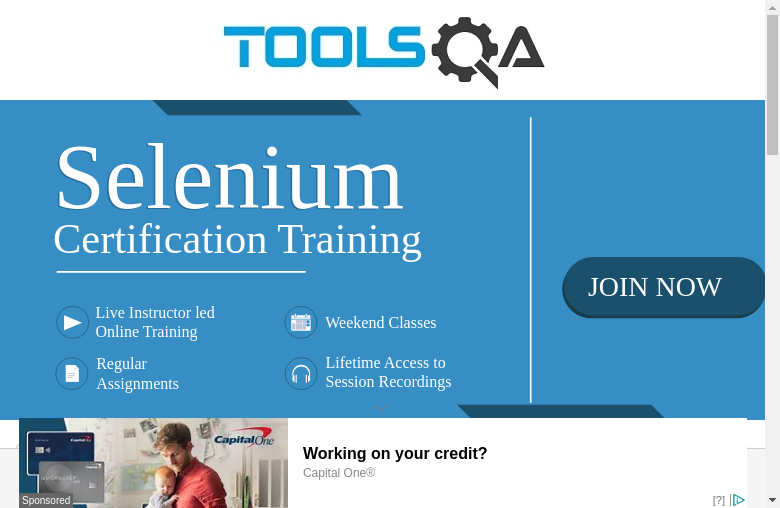 TOOLSQA
Selenium
Certification Training
JOIN NOW
Live Instructor led
Online Training
Weekend Classes
Regular
Assignments
Lifetime Access to
Session Recordings
Capital One
Sponsored
Working on your credit?
Capital One®
[?]